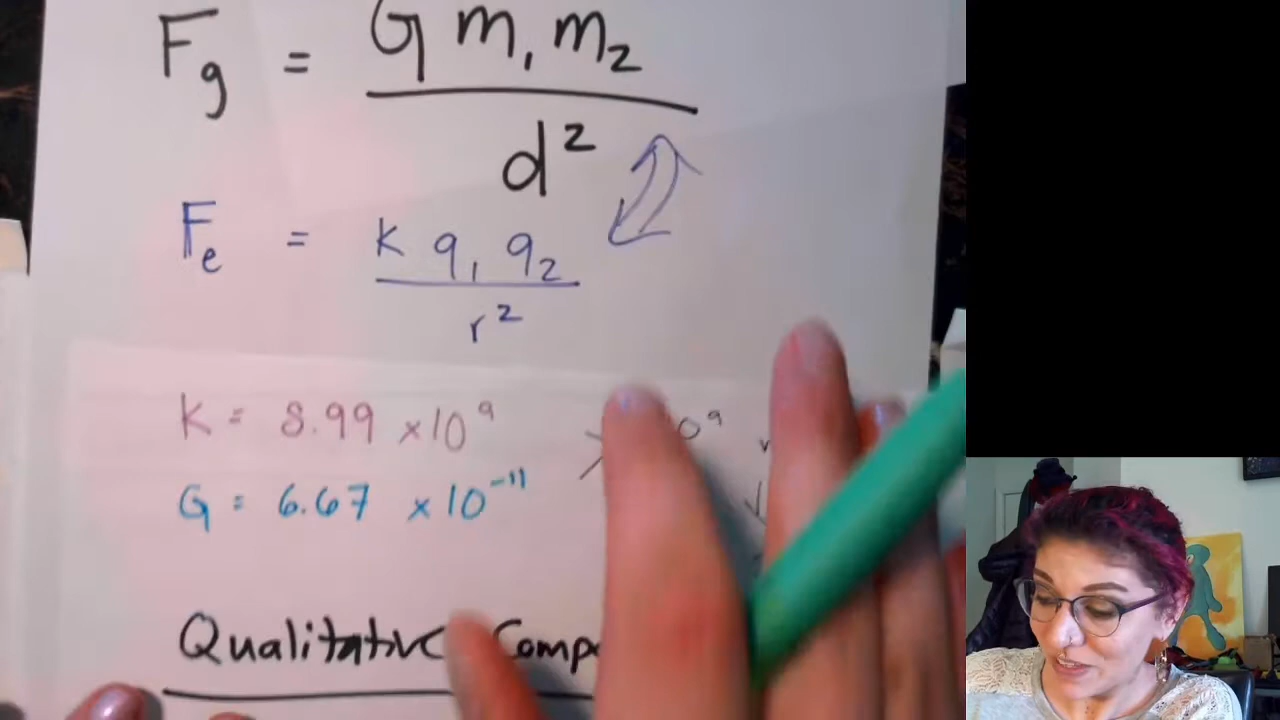 Fg = G m₁ m₂
d²
Fe = k q₁ q₂
r²
K = 8.99 ×10⁹
G = 6.67 ×10⁻¹¹
Qualitative